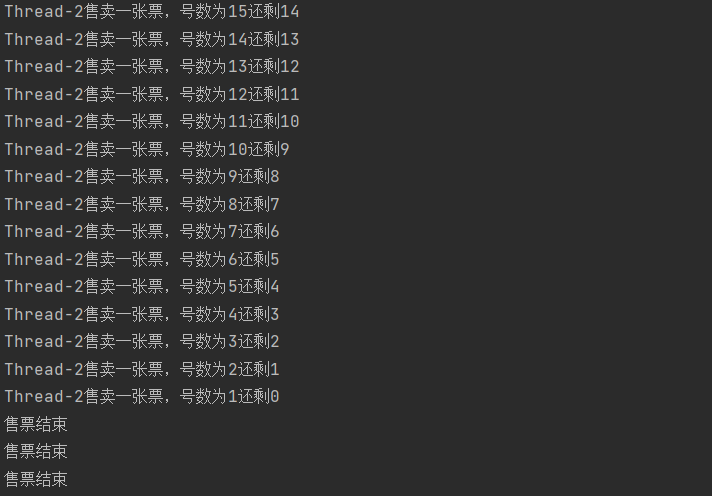 Thread-2售卖一张票，号数为15还剩14
Thread-2售卖一张票，号数为14还剩13
Thread-2售卖一张票，号数为13还剩12
Thread-2售卖一张票，号数为12还剩11
Thread-2售卖一张票，号数为11还剩10
Thread-2售卖一张票，号数为10还剩9
Thread-2售卖一张票，号数为9还剩8
Thread-2售卖一张票，号数为8还剩7
Thread-2售卖一张票，号数为7还剩6
Thread-2售卖一张票，号数为6还剩5
Thread-2售卖一张票，号数为5还剩4
Thread-2售卖一张票，号数为4还剩3
Thread-2售卖一张票，号数为3还剩2
Thread-2售卖一张票，号数为2还剩1
Thread-2售卖一张票，号数为1还剩0
售票结束
售票结束
售票结束